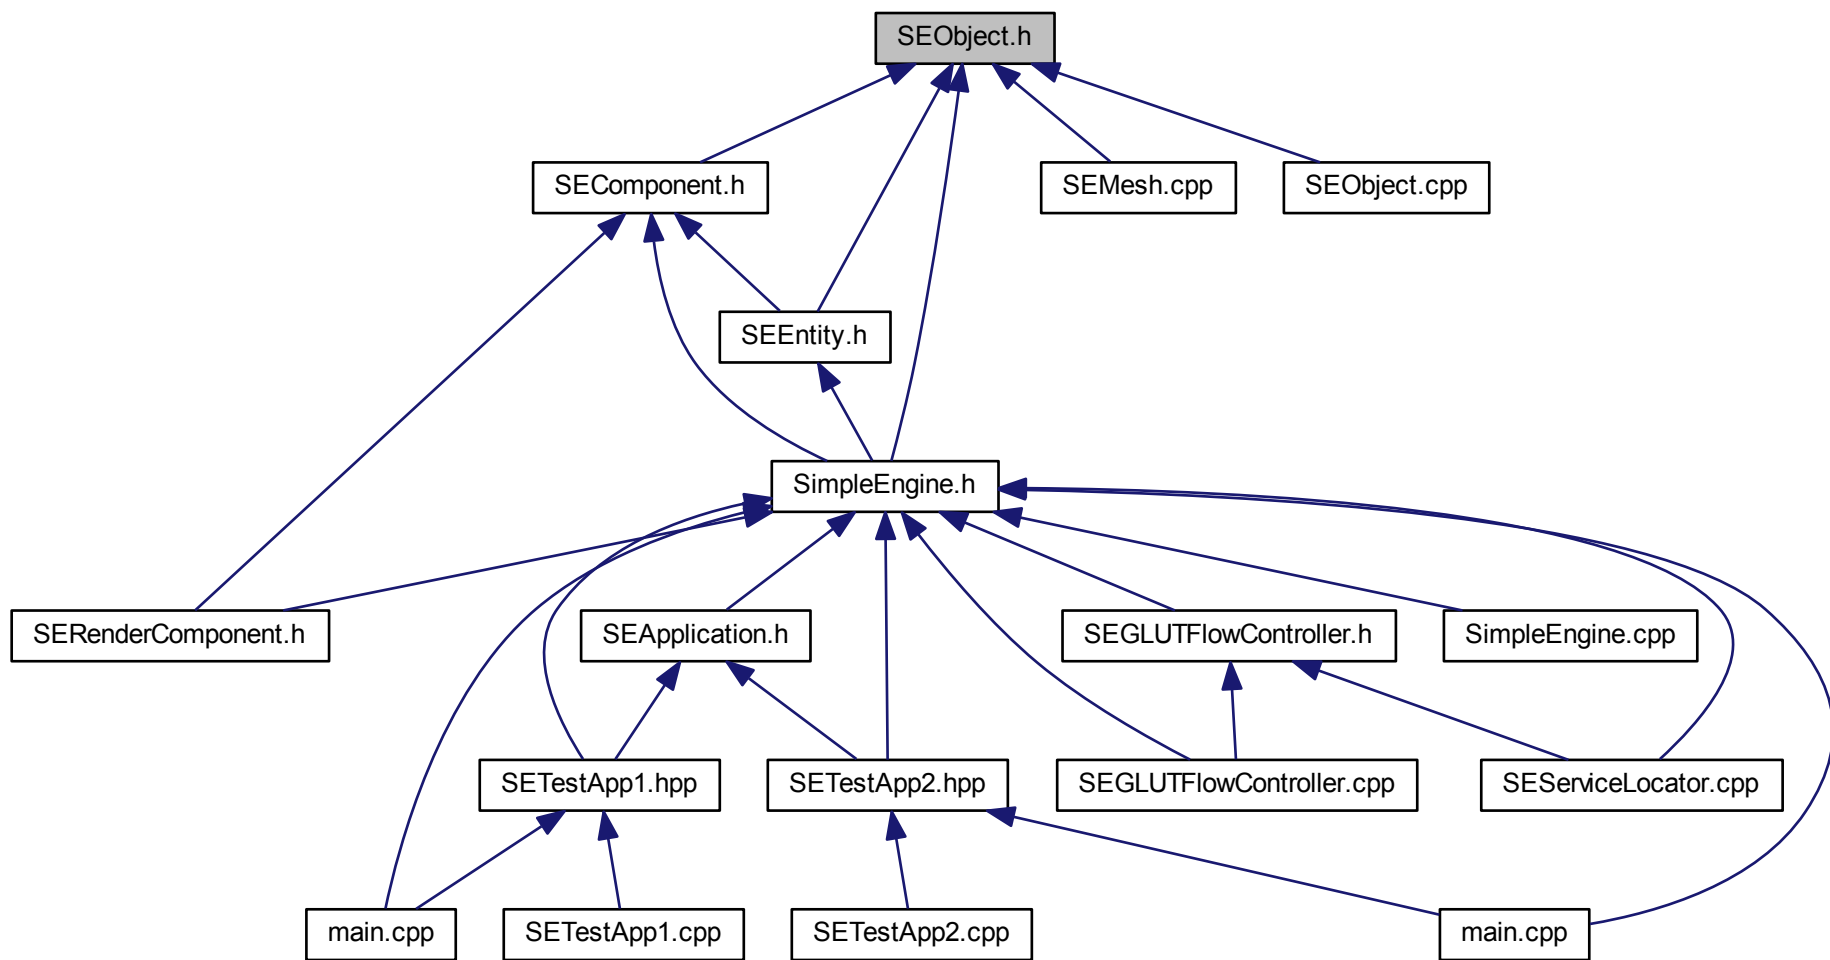 SEObject.h
SEComponent.h
SEMesh.cpp
SEObject.cpp
SEEntity.h
SimpleEngine.h
SERenderComponent.h
SEApplication.h
SEGLUTFlowController.h
SimpleEngine.cpp
SETestApp1.hpp
SETestApp2.hpp
SEGLUTFlowController.cpp
SEServiceLocator.cpp
main.cpp
SETestApp1.cpp
SETestApp2.cpp
main.cpp